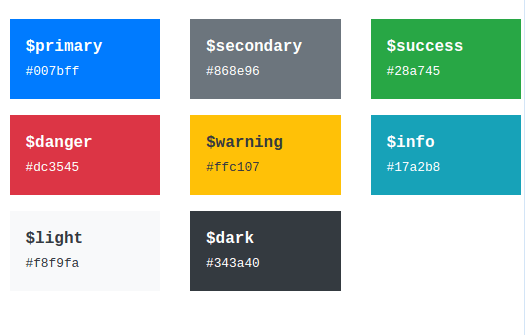 $primary
#007bff
$secondary
#868e96
$success
#28a745
$danger
#dc3545
$warning
#ffc107
$info
#17a2b8
$light
#f8f9fa
$dark
#343a40